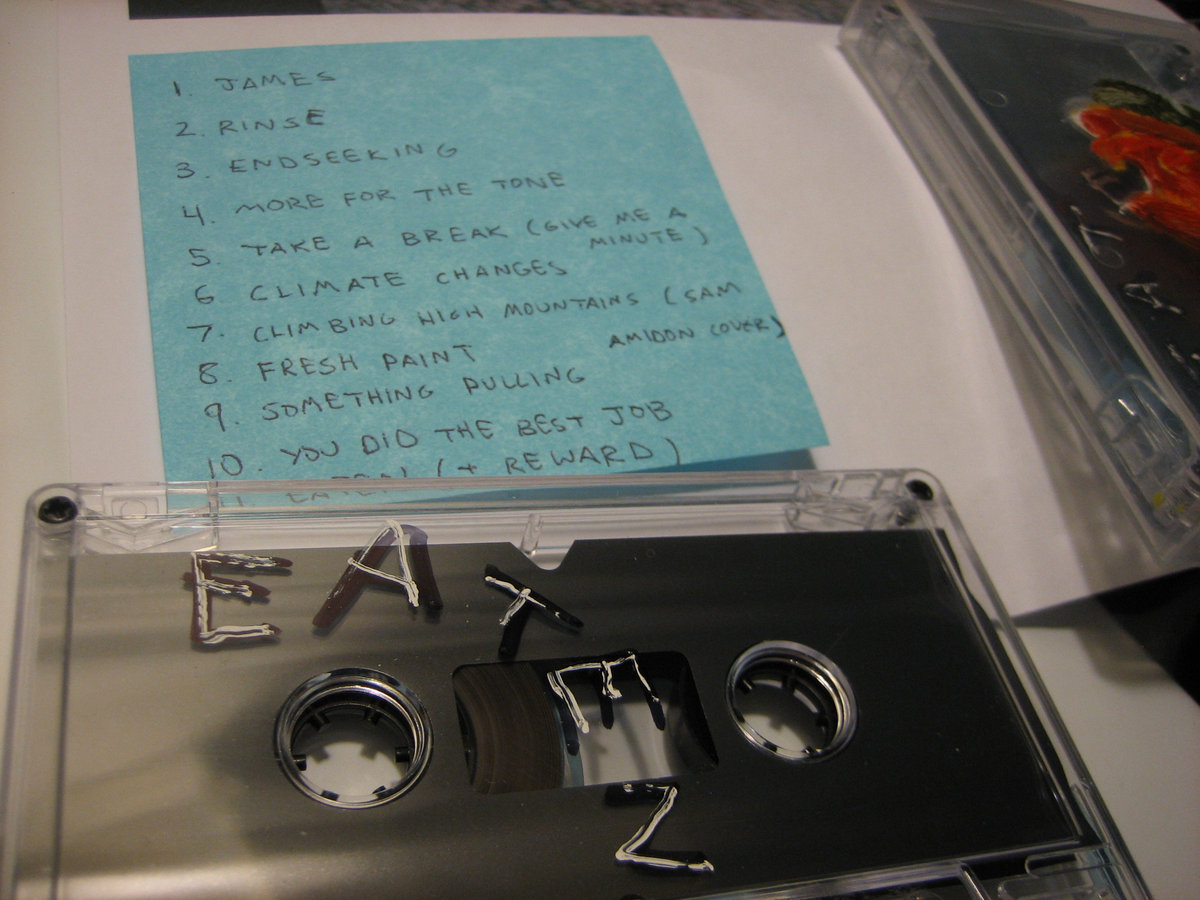 1. JAMES
2. RINSE
3. ENDSEEKING
4. MORE FOR THE TONE
5. TAKE A BREAK (GIVE ME A
MINUTE)
6 CLIMATE CHANGES
7. CLIMBING HIGH MOUNTAINS (SAM
AMIDON COVER)
8. FRESH PAINT
9. SOMETHING PULLING
10. YOU DID THE BEST JOB
11. (+ REWARD)
EATEN